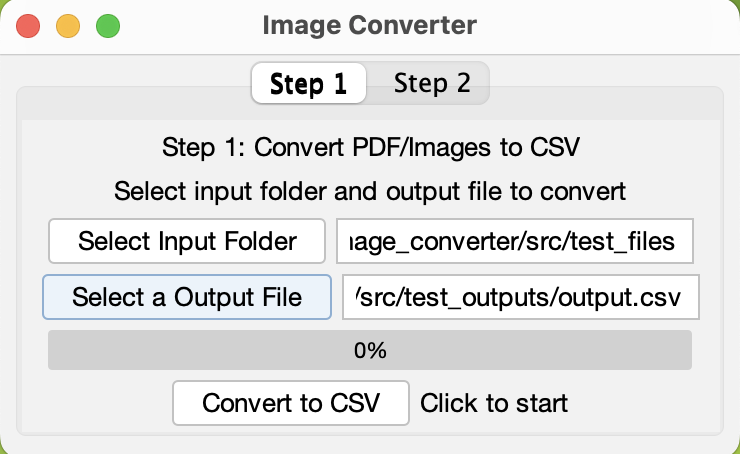 Image Converter
Step 1 Step 2
Step 1: Convert PDF/Images to CSV
Select input folder and output file to convert
Select Input Folder nage_converter/src/test_files
Select a Output File /src/test_outputs/output.csv
0%
Convert to CSV Click to start